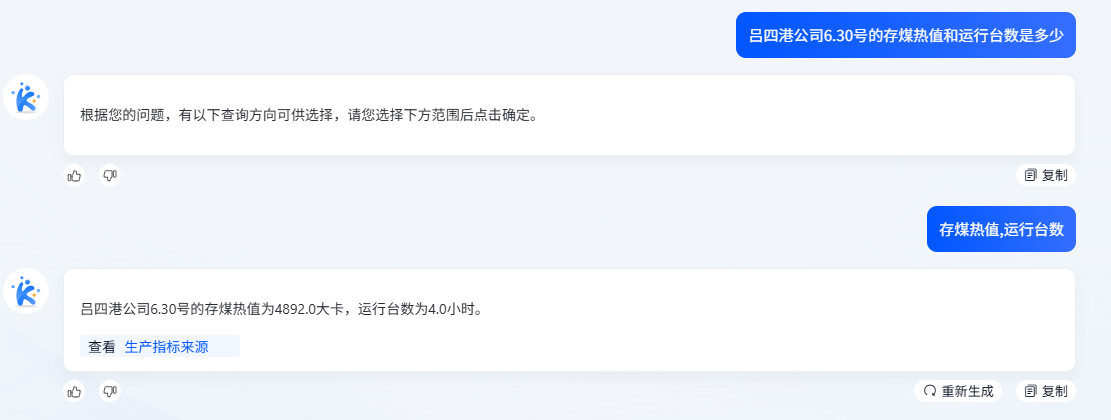 吕四港公司6.30号的存煤热值和运行台数是多少
根据您的问题，有以下查询方向可供选择，请您选择下方范围后点击确定。
复制
存煤热值,运行台数
吕四港公司6.30号的存煤热值为4892.0大卡，运行台数为4.0小时。
查看 生产指标来源
重新生成 复制